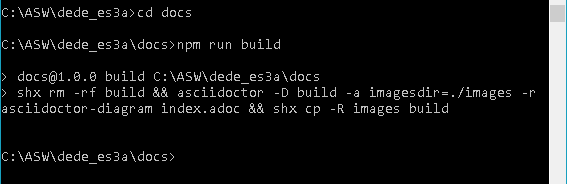 C:\ASW\dede_es3a>cd docs
C:\ASW\dede_es3a\docs>npm run build
> docs@1.0.0 build C:\ASW\dede_es3a\docs
> shx rm -rf build && asciidoctor -D build -a imagesdir=./images -r
asciidoctor-diagram index.adoc && shx cp -R images build
C:\ASW\dede_es3a\docs>